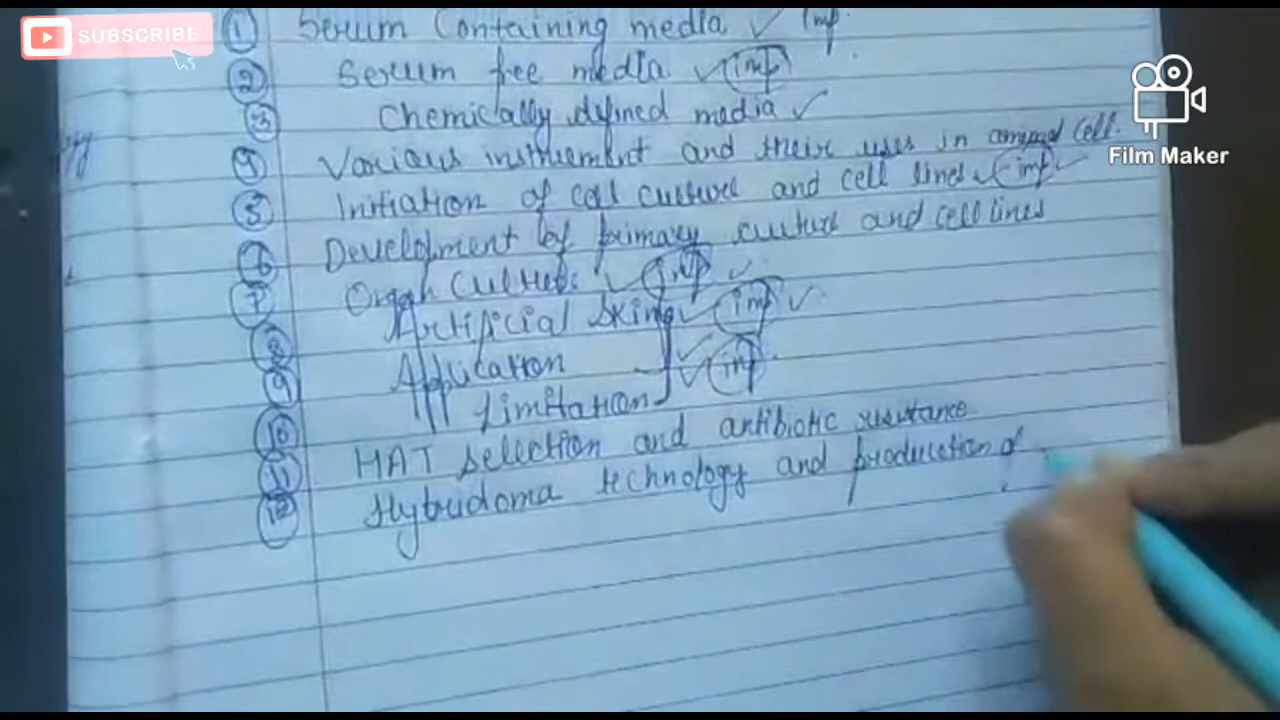 SUBSCRIBE
① Serum Containing media ✓ Imp.
② Serum free media ✓ imp
③ Chemically defined media ✓
④ Various instrument and their uses in animal cell.
⑤ Initiation of cell culture and cell lines ✓ imp ✓
⑥ Development of primary culture and cell lines
⑦ Organ Culture ✓ imp ✓
⑧ Artificial Skin ✓ imp ✓
⑨ Application ✓
⑩ Limitation ✓ imp
⑪ HAT selection and antibiotic resistance
⑫ Hybridoma technology and production of
Film Maker